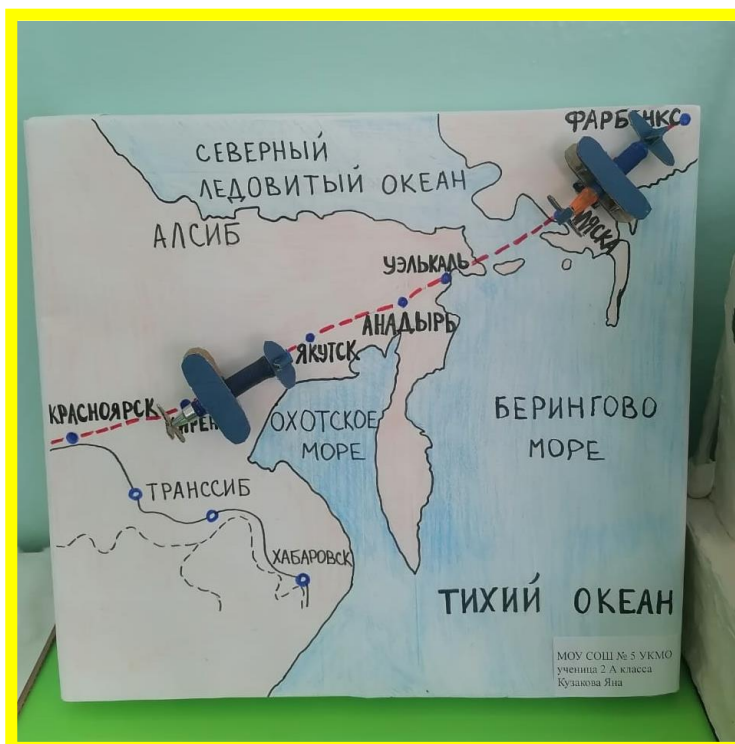 ФАРБЕНКС
СЕВЕРНЫЙ
ЛЕДОВИТЫЙ ОКЕАН
АЛСИБ
УЭЛЬКАЛЬ
АНАДЫРЬ
ЯКУТСК
КРАСНОЯРСК
ОХОТСКОЕ
МОРЕ
БЕРИНГОВО
МОРЕ
ТРАНССИБ
ХАБАРОВСК
ТИХИЙ ОКЕАН
МОУ СОШ № 5 УКМО
ученица 2 А класса
Кузакова Яна